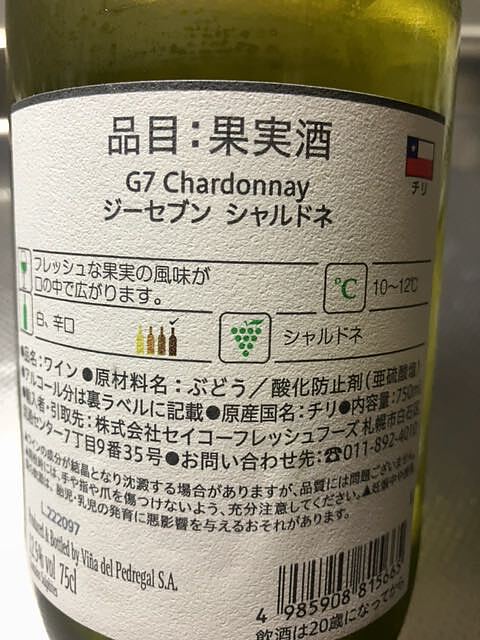 品目：果実酒
チリ
G7 Chardonnay
ジーセブン シャルドネ
フレッシュな果実の風味が
口の中で広がります。
℃
10〜12℃
白、辛口
シャルドネ
●品名：ワイン●原材料名：ぶどう／酸化防止剤(亜硫酸塩)
●アルコール分は裏ラベルに記載●原産国名：チリ●内容量：750ml
輸入者・引取先：株式会社セイコーフレッシュフーズ 札幌市白石区
センター7丁目9番35号●お問い合わせ先：☎011-892-4010
●ワインの成分が結晶となり沈澱する場合がありますが、品質には問題ございません。
には、手や指や爪を傷つけないよう、充分注意してください。▲妊娠中や
は、胎児・乳児の発育に悪影響を与えるおそれがあります。
L222097
& Bottled by Viña del Pedregal S.A.
12,5% vol 75cl
4 985908 815645
飲酒は20歳になってから